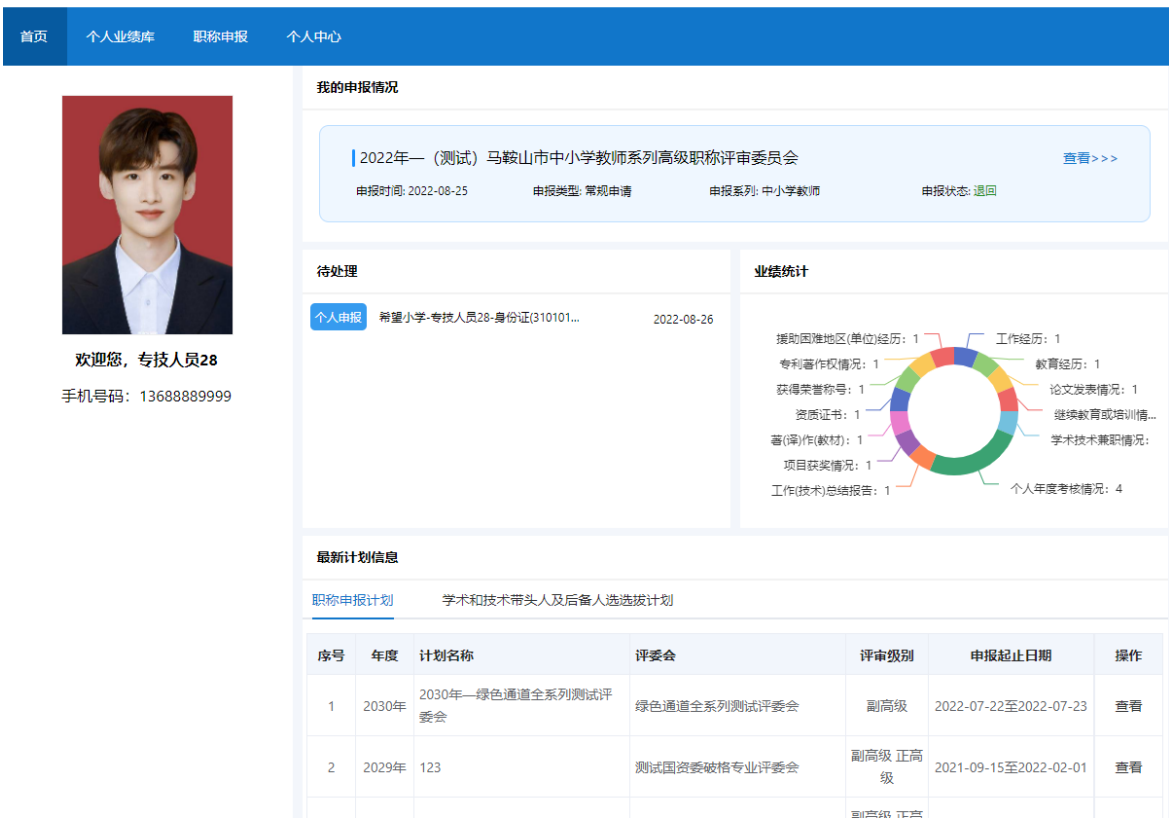 首页 个人业绩库 职称申报 个人中心
欢迎您，专技人员28
手机号码：13688889999
我的申报情况
2022年—（测试）马鞍山市中小学教师系列高级职称评审委员会 查看>>>
申报时间: 2022-08-25 申报类型: 常规申请 申报系列: 中小学教师 申报状态: 退回
待处理
个人申报 希望小学-专技人员28-身份证(310101... 2022-08-26
业绩统计
援助困难地区(单位)经历：1
专利著作权情况：1
获得荣誉称号：1
资质证书：1
著(译)作(教材)：1
项目获奖情况：1
工作(技术)总结报告：1
工作经历：1
教育经历：1
论文发表情况：1
继续教育或培训情...
学术技术兼职情况：
个人年度考核情况：4
最新计划信息
职称申报计划 学术和技术带头人及后备人选选拔计划
序号 年度 计划名称 评委会 评审级别 申报起止日期 操作
1 2030年 2030年—绿色通道全系列测试评委会 绿色通道全系列测试评委会 副高级 2022-07-22至2022-07-23 查看
2 2029年 123 测试国资委破格专业评委会 副高级 正高级 2021-09-15至2022-02-01 查看
副高级 正高